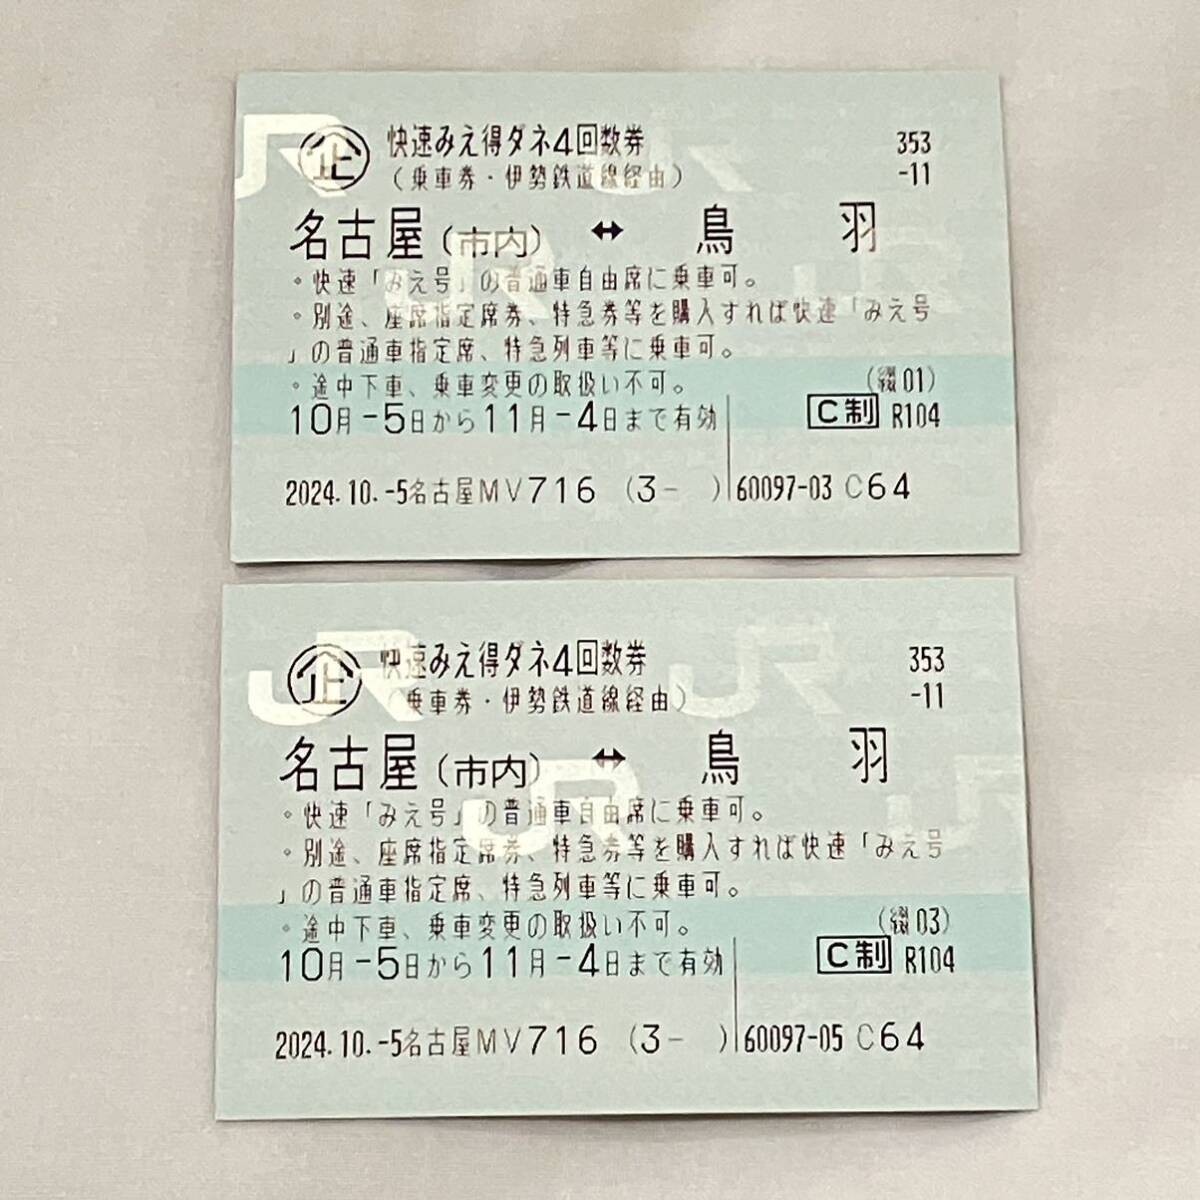 企 快速みえ得ダネ4回数券 353
(乗車券・伊勢鉄道線経由) -11
名古屋(市内) ↔ 鳥 羽
・快速「みえ号」の普通車自由席に乗車可。
・別途、座席指定席券、特急券等を購入すれば快速「みえ号
」の普通車指定席、特急列車等に乗車可。
・途中下車、乗車変更の取扱い不可。 (綴01)
10月-5日から11月-4日まで有効 C制 R104
2024.10.-5名古屋MV716 (3- ) 60097-03 C64
企 快速みえ得ダネ4回数券 353
(乗車券・伊勢鉄道線経由) -11
名古屋(市内) ↔ 鳥 羽
・快速「みえ号」の普通車自由席に乗車可。
・別途、座席指定席券、特急券等を購入すれば快速「みえ号
」の普通車指定席、特急列車等に乗車可。
・途中下車、乗車変更の取扱い不可。 (綴03)
10月-5日から11月-4日まで有効 C制 R104
2024.10.-5名古屋MV716 (3- ) 60097-05 C64